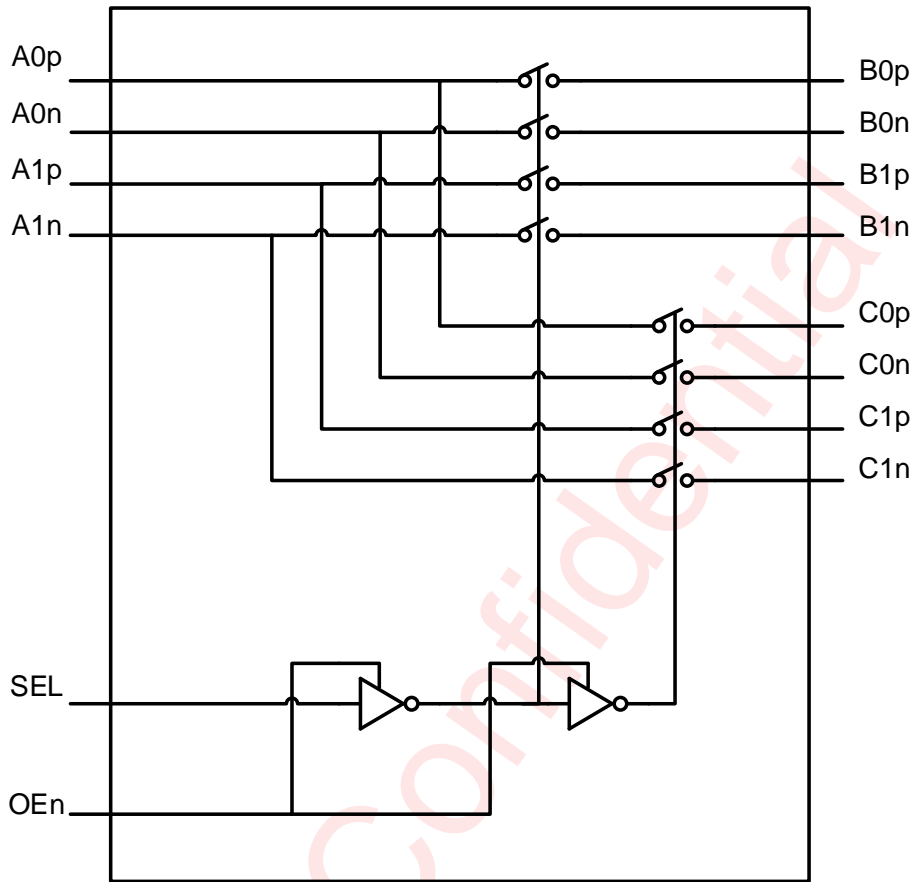 A0p
A0n
A1p
A1n
B0p
B0n
B1p
B1n
C0p
C0n
C1p
C1n
SEL
OEn
Confidential